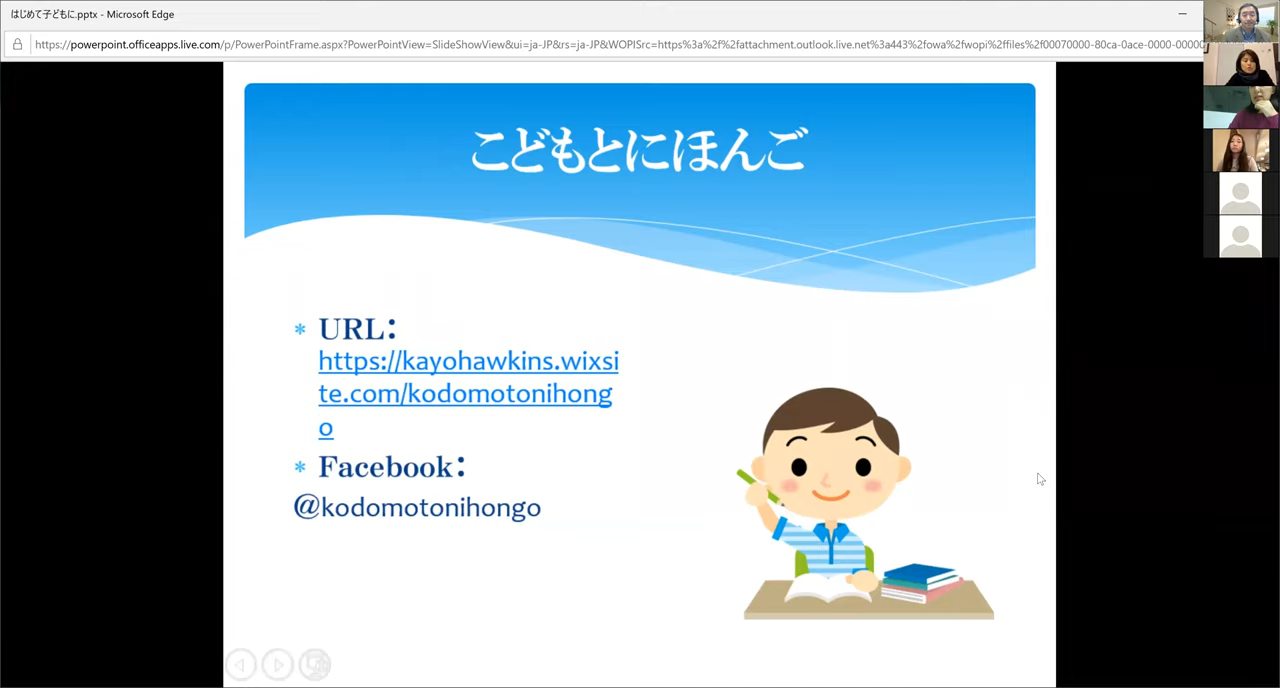 はじめて子どもに.pptx - Microsoft Edge
https://powerpoint.officeapps.live.com/p/PowerPointFrame.aspx?PowerPointView=SlideShowView&ui=ja-JP&rs=ja-JP&WOPISrc=https%3a%2f%2fattachment.outlook.live.net%3a443%2fowa%2fwopi%2ffiles%2f00070000-80ca-0ace-0000-00000
こどもとにほんご
* URL：
https://kayohawkins.wixsi
te.com/kodomotonihong
o
* Facebook：
@kodomotonihongo